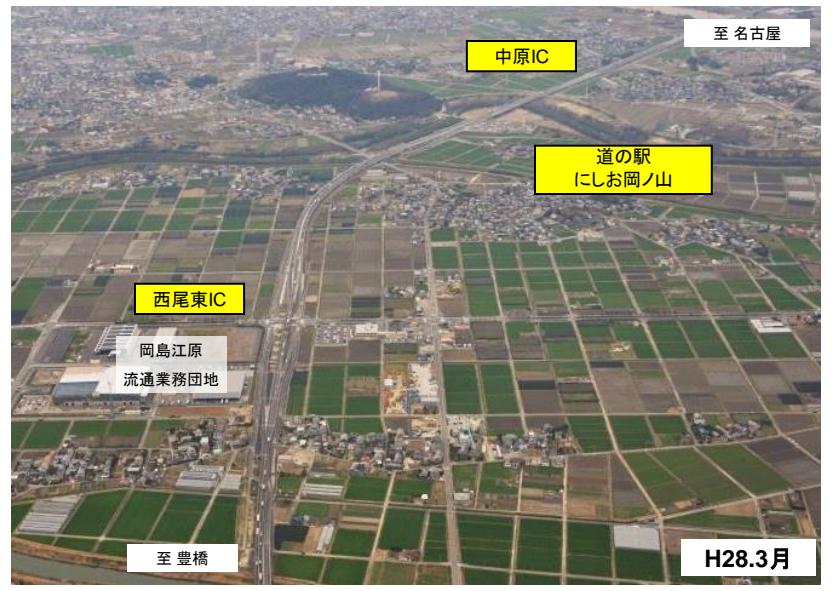 至 名古屋
中原IC
道の駅
にしお岡ノ山
西尾東IC
岡島江原
流通業務団地
至 豊橋
H28.3月